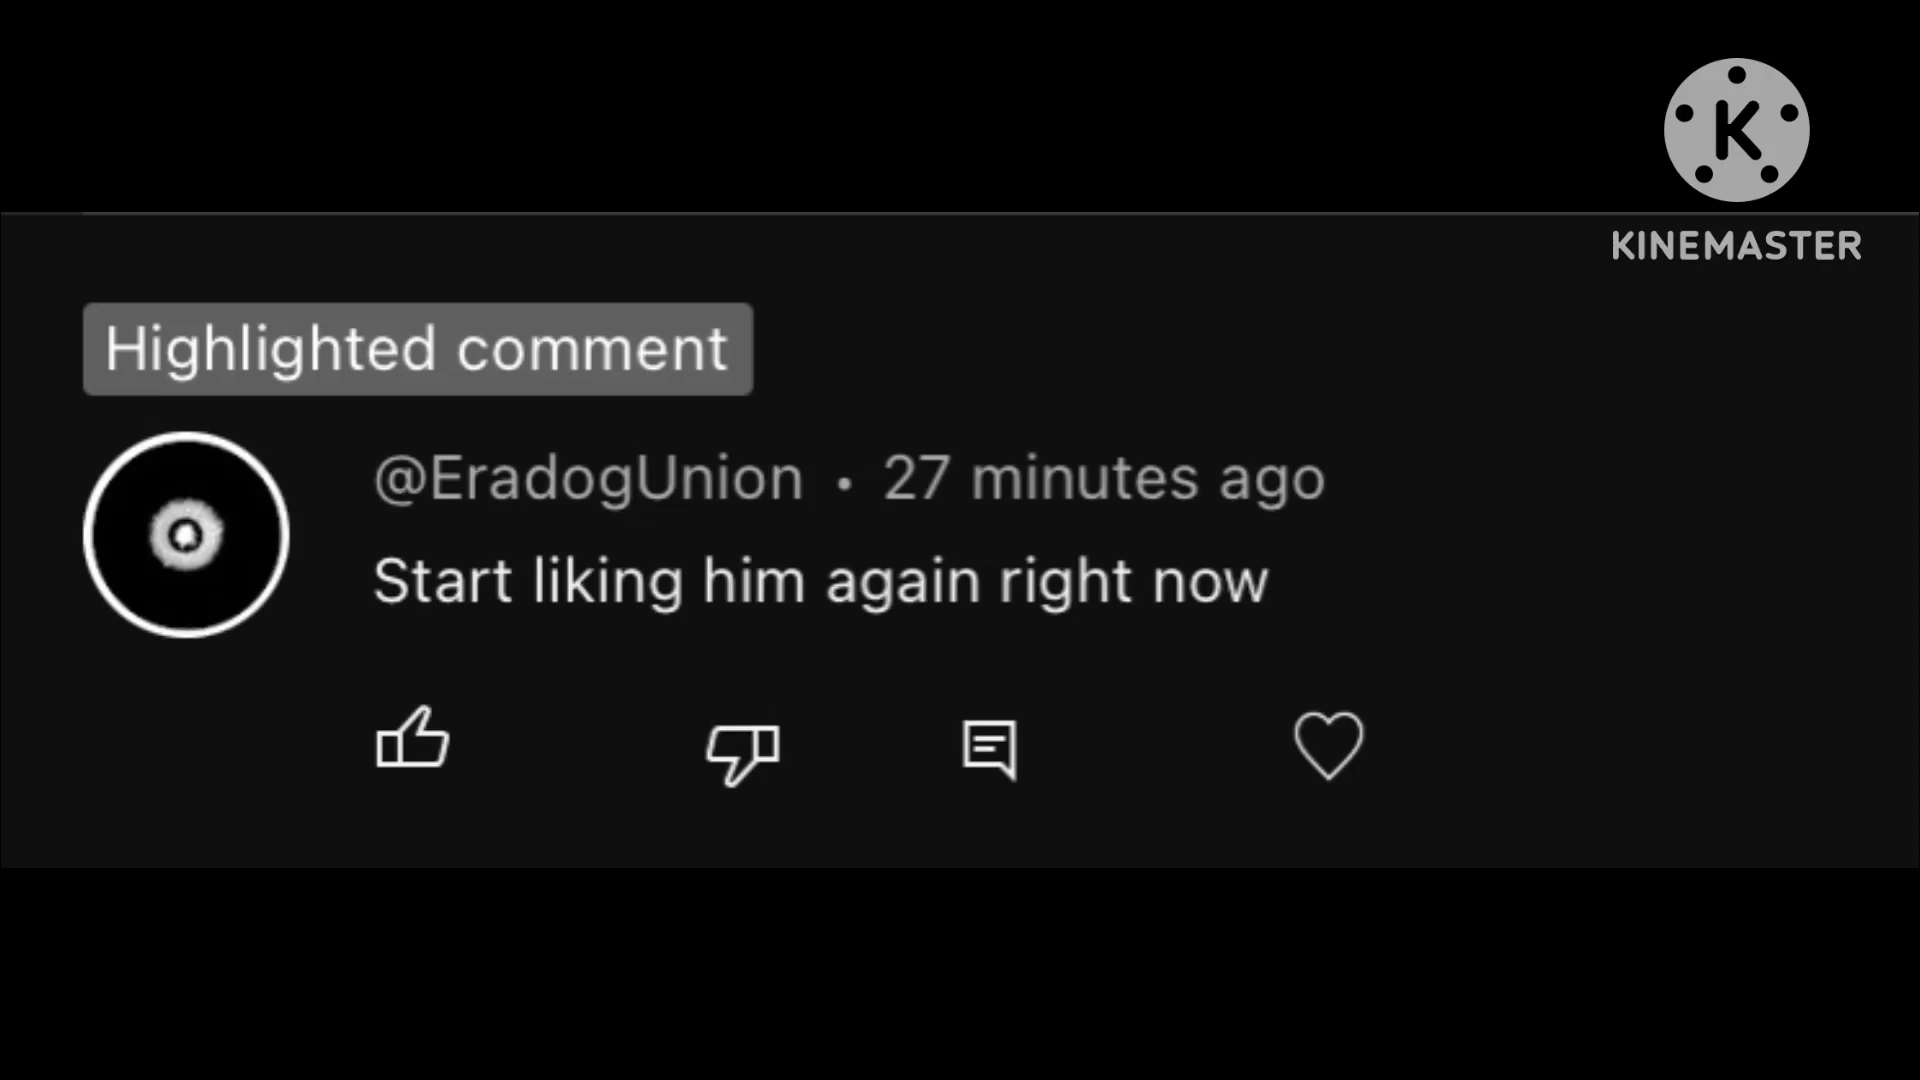 K
KINEMASTER
Highlighted comment
@EradogUnion · 27 minutes ago
Start liking him again right now